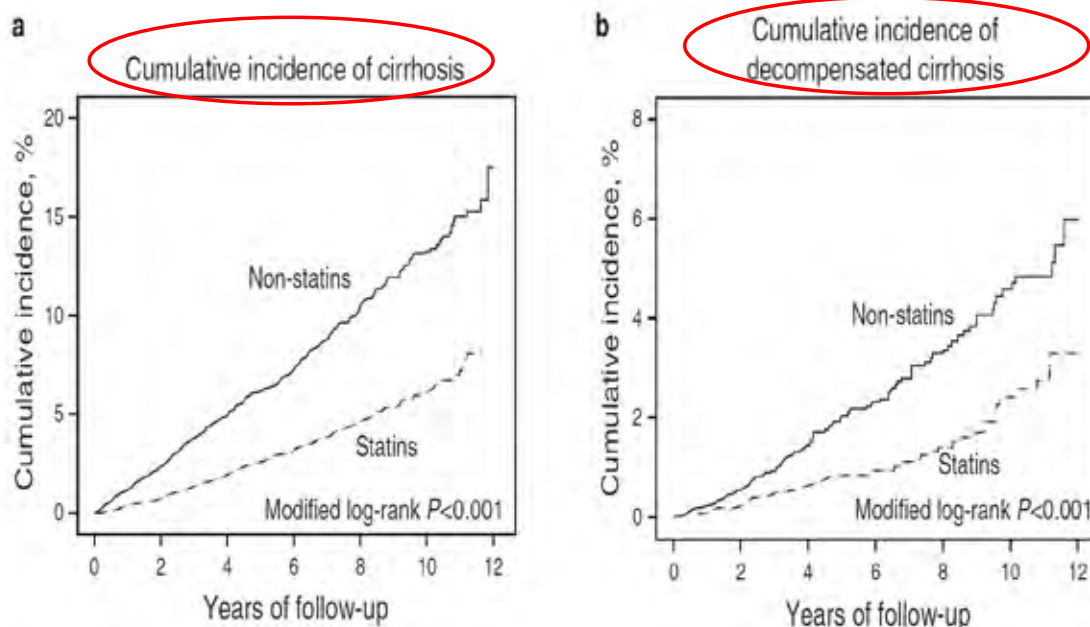 a
Cumulative incidence of cirrhosis
Cumulative incidence, %
20
15
10
5
0
Non-statins
Statins
Modified log-rank P<0.001
0 2 4 6 8 10 12
Years of follow-up
b
Cumulative incidence of
decompensated cirrhosis
Cumulative incidence, %
8
6
4
2
0
Non-statins
Statins
Modified log-rank P<0.001
0 2 4 6 8 10 12
Years of follow-up